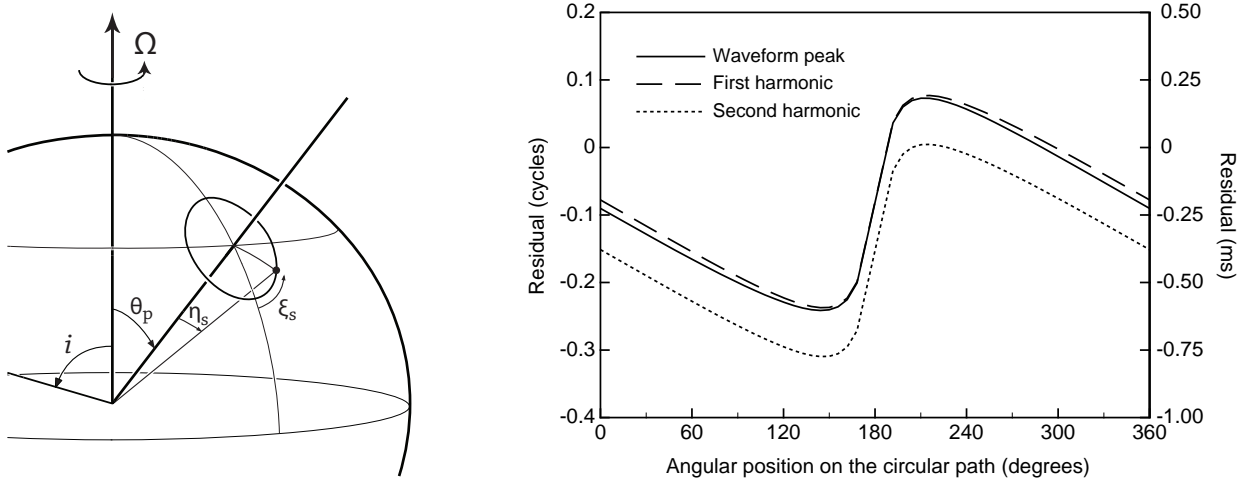 Ω
θp
ηs
ξs
i
0.2
0.1
0
-0.1
-0.2
-0.3
-0.4
Residual (cycles)
Waveform peak
First harmonic
Second harmonic
0.50
0.25
0
-0.25
-0.50
-0.75
-1.00
Residual (ms)
0 60 120 180 240 300 360
Angular position on the circular path (degrees)